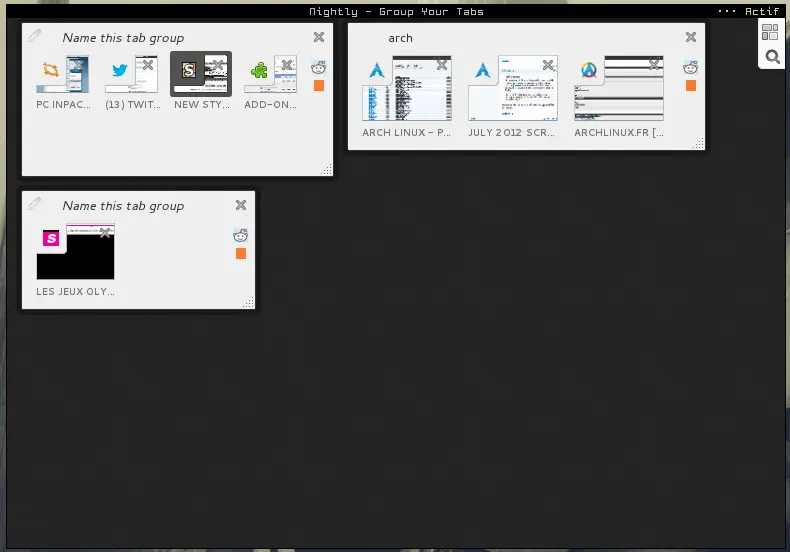 Nightly - Group Your Tabs
··· Actif
Name this tab group
PC INPAC...
(13) TWIT...
NEW STY...
ADD-ON...
arch
ARCH LINUX - P...
JULY 2012 SCR...
ARCHLINUX.FR [...
Name this tab group
LES JEUX OLY...